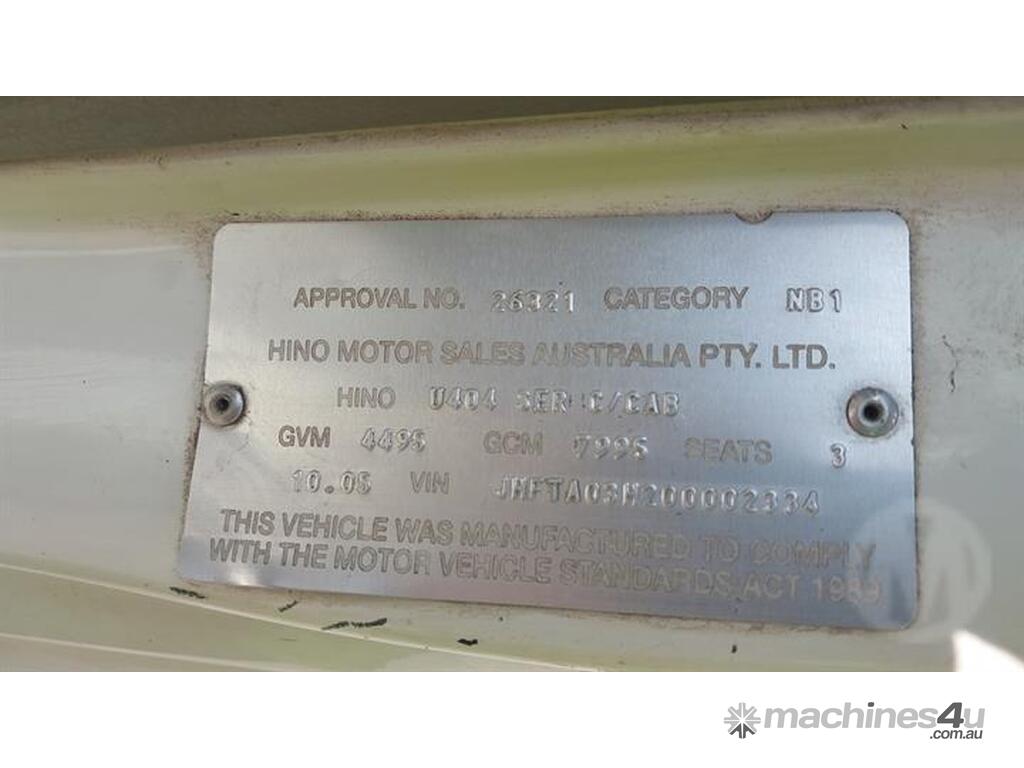 APPROVAL NO. 26321 CATEGORY NB1
HINO MOTOR SALES AUSTRALIA PTY. LTD.
HINO U404 SER C/CAB
GVM 4495 GCM 7995 SEATS 3
10.05 VIN
THIS VEHICLE WAS MANUFACTURED TO COMPLY
WITH THE MOTOR VEHICLE STANDARDS ACT 1989
machines4u
.com.au